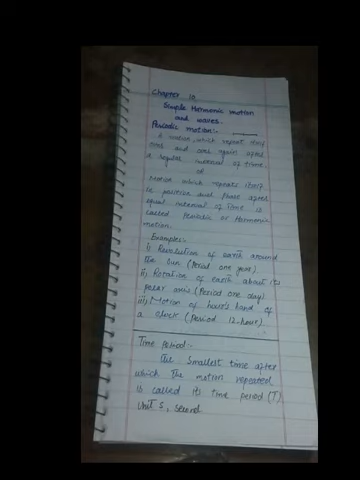 Chapter 10
Simple Harmonic motion
and waves.
Periodic motion:-
A motion, which repeat itself
over and over again after
a regular interval of time.
or
Motion which repeats itself
in position and phase after
equal interval of Time is
called Periodic or Harmonic
motion.
Examples:-
i) Revolution of earth around
the sun (Period one year)
ii) Rotation of earth about its
polar axis (Period one day)
iii) Motion of hour's hand of
a clock (Period 12-hour).
Time Period:-
The Smallest time after
which The motion repeated
is called its time period (T)
Unit S, Second